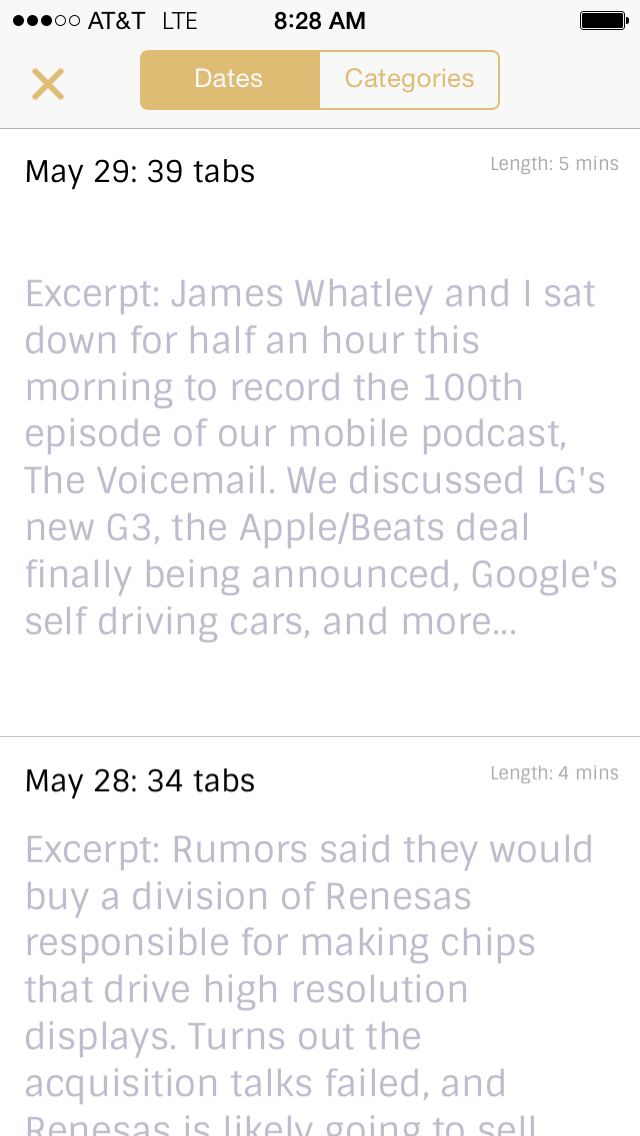 AT&T LTE 8:28 AM
Dates Categories
May 29: 39 tabs Length: 5 mins
Excerpt: James Whatley and I sat
down for half an hour this
morning to record the 100th
episode of our mobile podcast,
The Voicemail. We discussed LG's
new G3, the Apple/Beats deal
finally being announced, Google's
self driving cars, and more...
May 28: 34 tabs Length: 4 mins
Excerpt: Rumors said they would
buy a division of Renesas
responsible for making chips
that drive high resolution
displays. Turns out the
acquisition talks failed, and
Renesas is likely going to sell